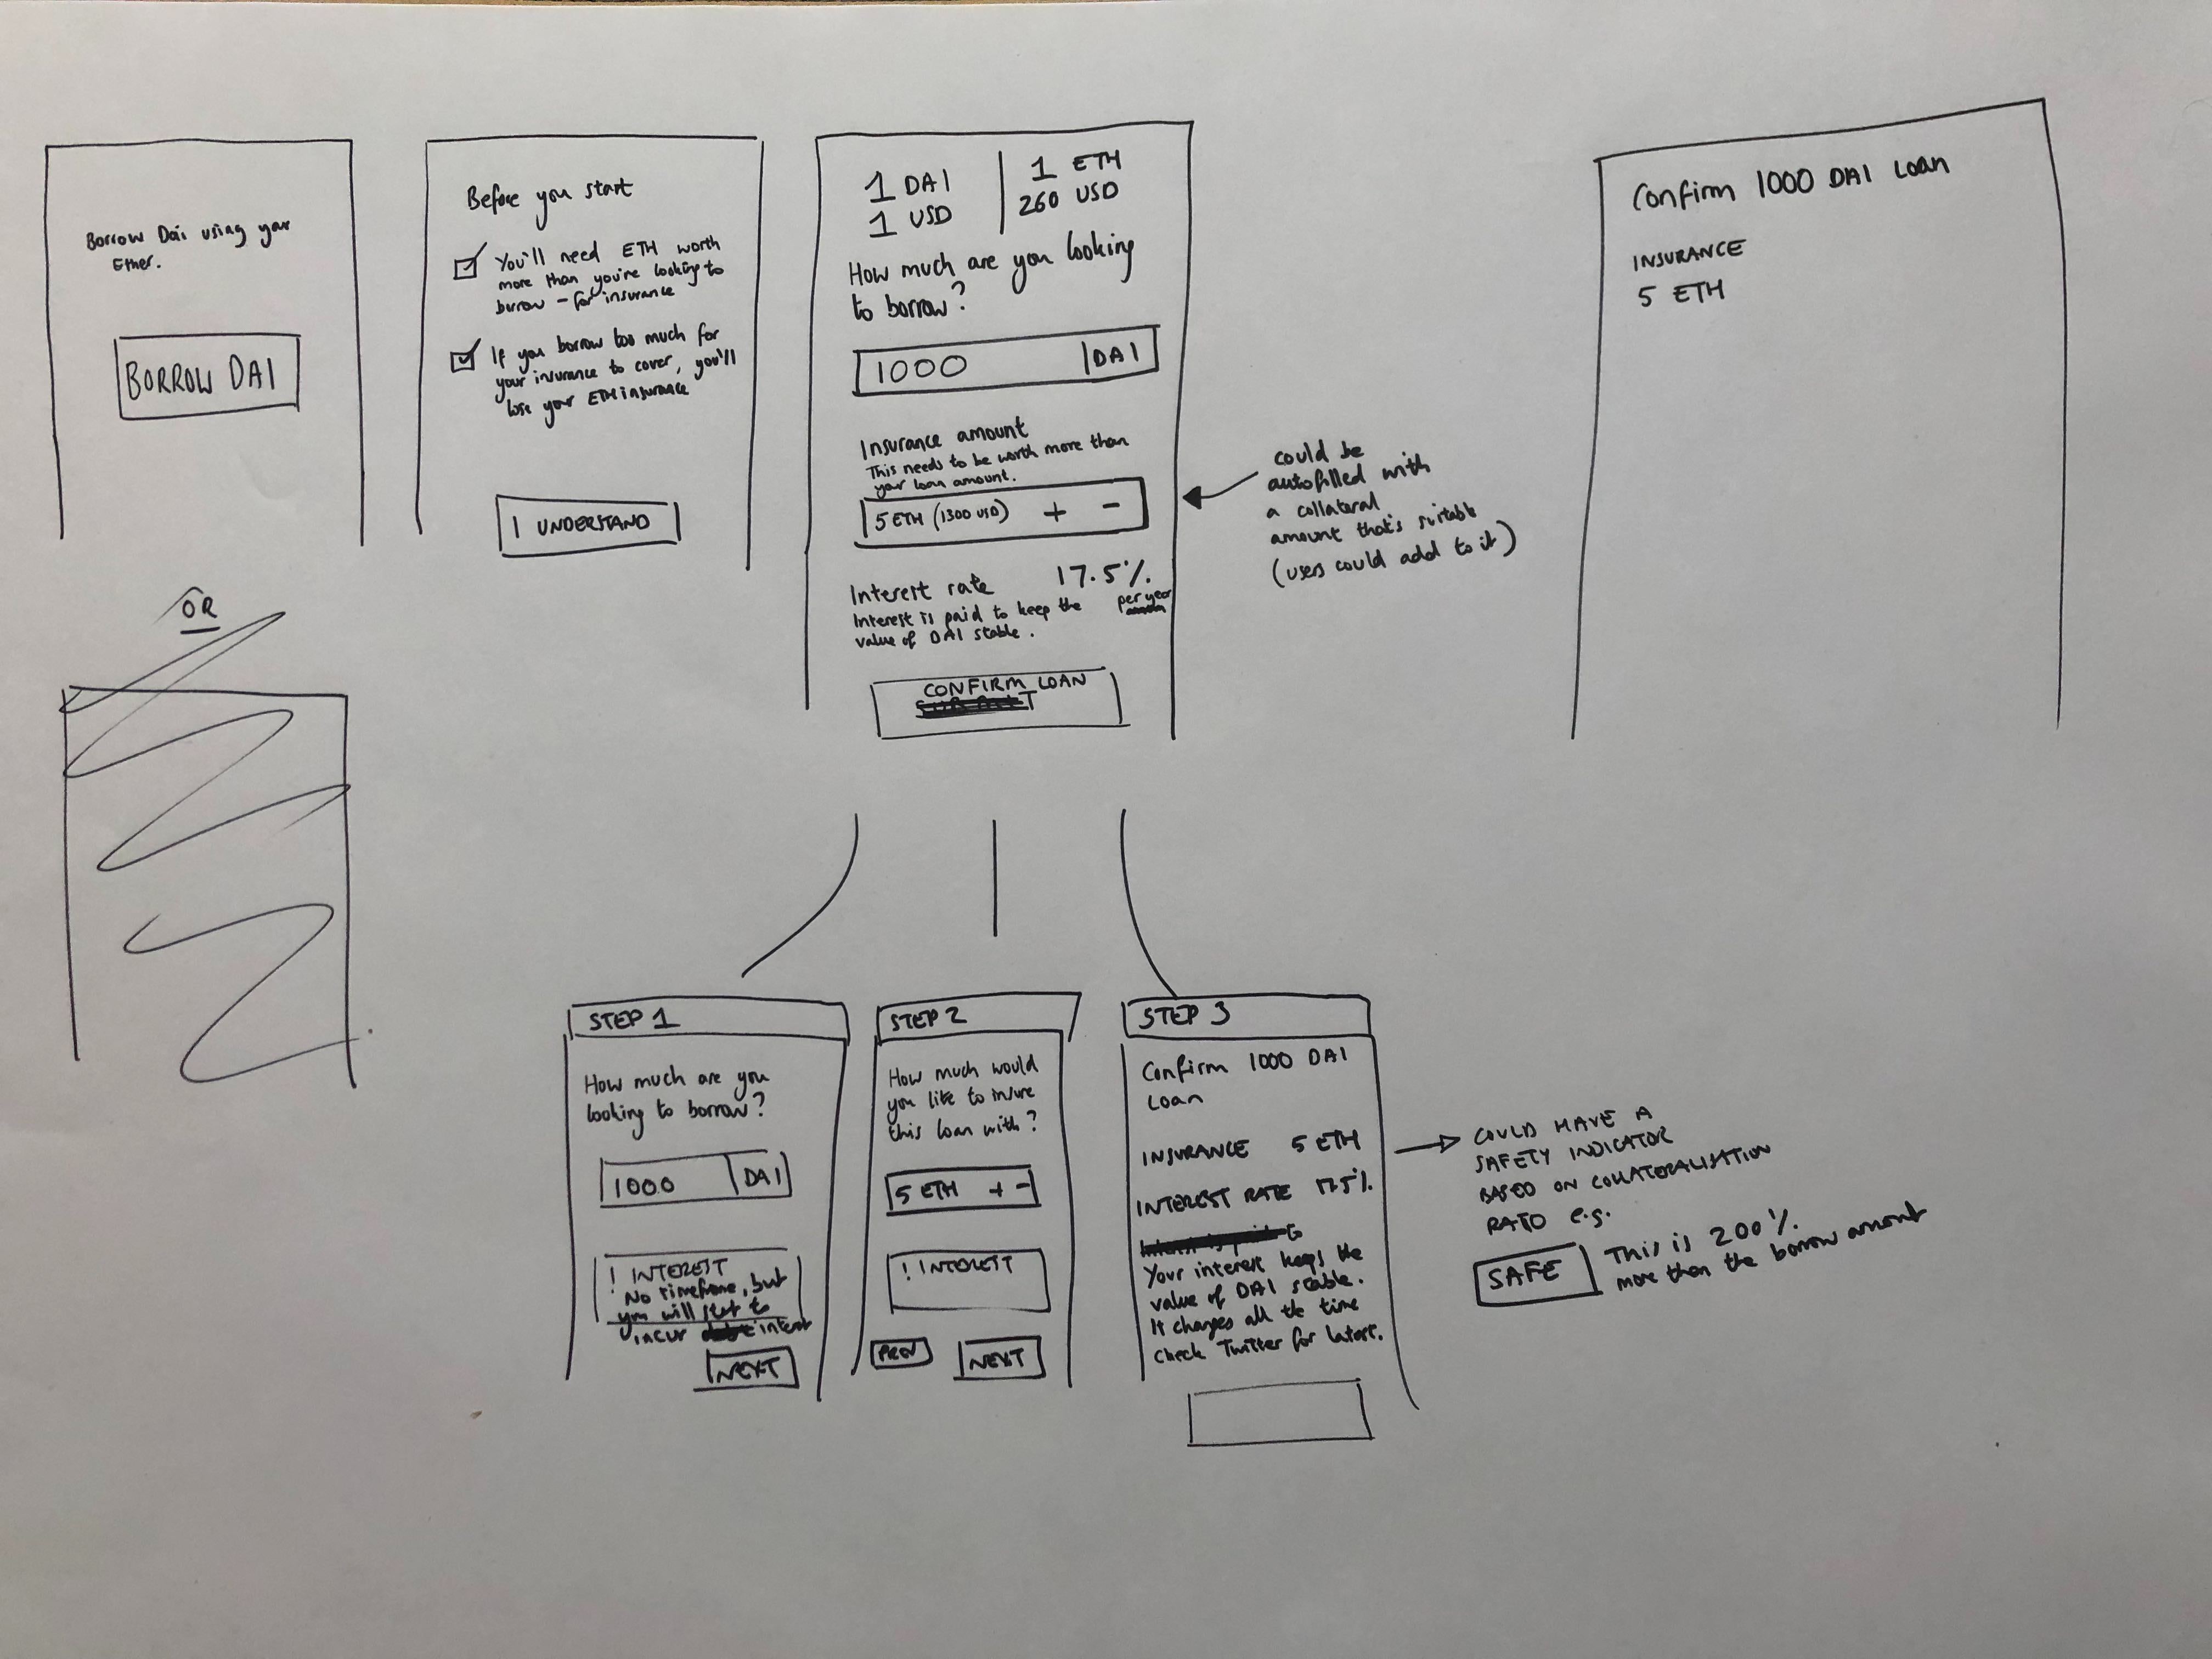 Borrow Dai using your
Ether.
BORROW DAI
Before you start
You'll need ETH worth
more than you're looking to
borrow - for insurance
If you borrow too much for
your insurance to cover, you'll
lose your ETH insurance
I UNDERSTAND
1 DAI
1 USD
1 ETH
260 USD
How much are you looking
to borrow?
1000 DAI
Insurance amount
This needs to be worth more than
your loan amount.
5 ETH (1300 USD) + -
Interest rate 17.5%
per year
Interest is paid to keep the
value of DAI stable.
CONFIRM LOAN
could be
autofilled with
a collateral
amount that's suitable
(users could add to it)
Confirm 1000 DAI Loan
INSURANCE
5 ETH
OR
STEP 1
How much are you
looking to borrow?
1000 DAI
! INTEREST
No timeframe, but
you will start to
incur interest
NEXT
STEP 2
How much would
you like to insure
this loan with?
5 ETH + -
! INTEREST
PREV
NEXT
STEP 3
Confirm 1000 DAI
Loan
INSURANCE 5 ETH
INTEREST RATE 17.5%
Your interest keeps the
value of DAI stable.
It changes all the time
check Twitter for latest.
COULD HAVE A
SAFETY INDICATOR
BASED ON COLLATERALISATION
RATIO e.g.
SAFE
This is 200%
more than the borrow amount